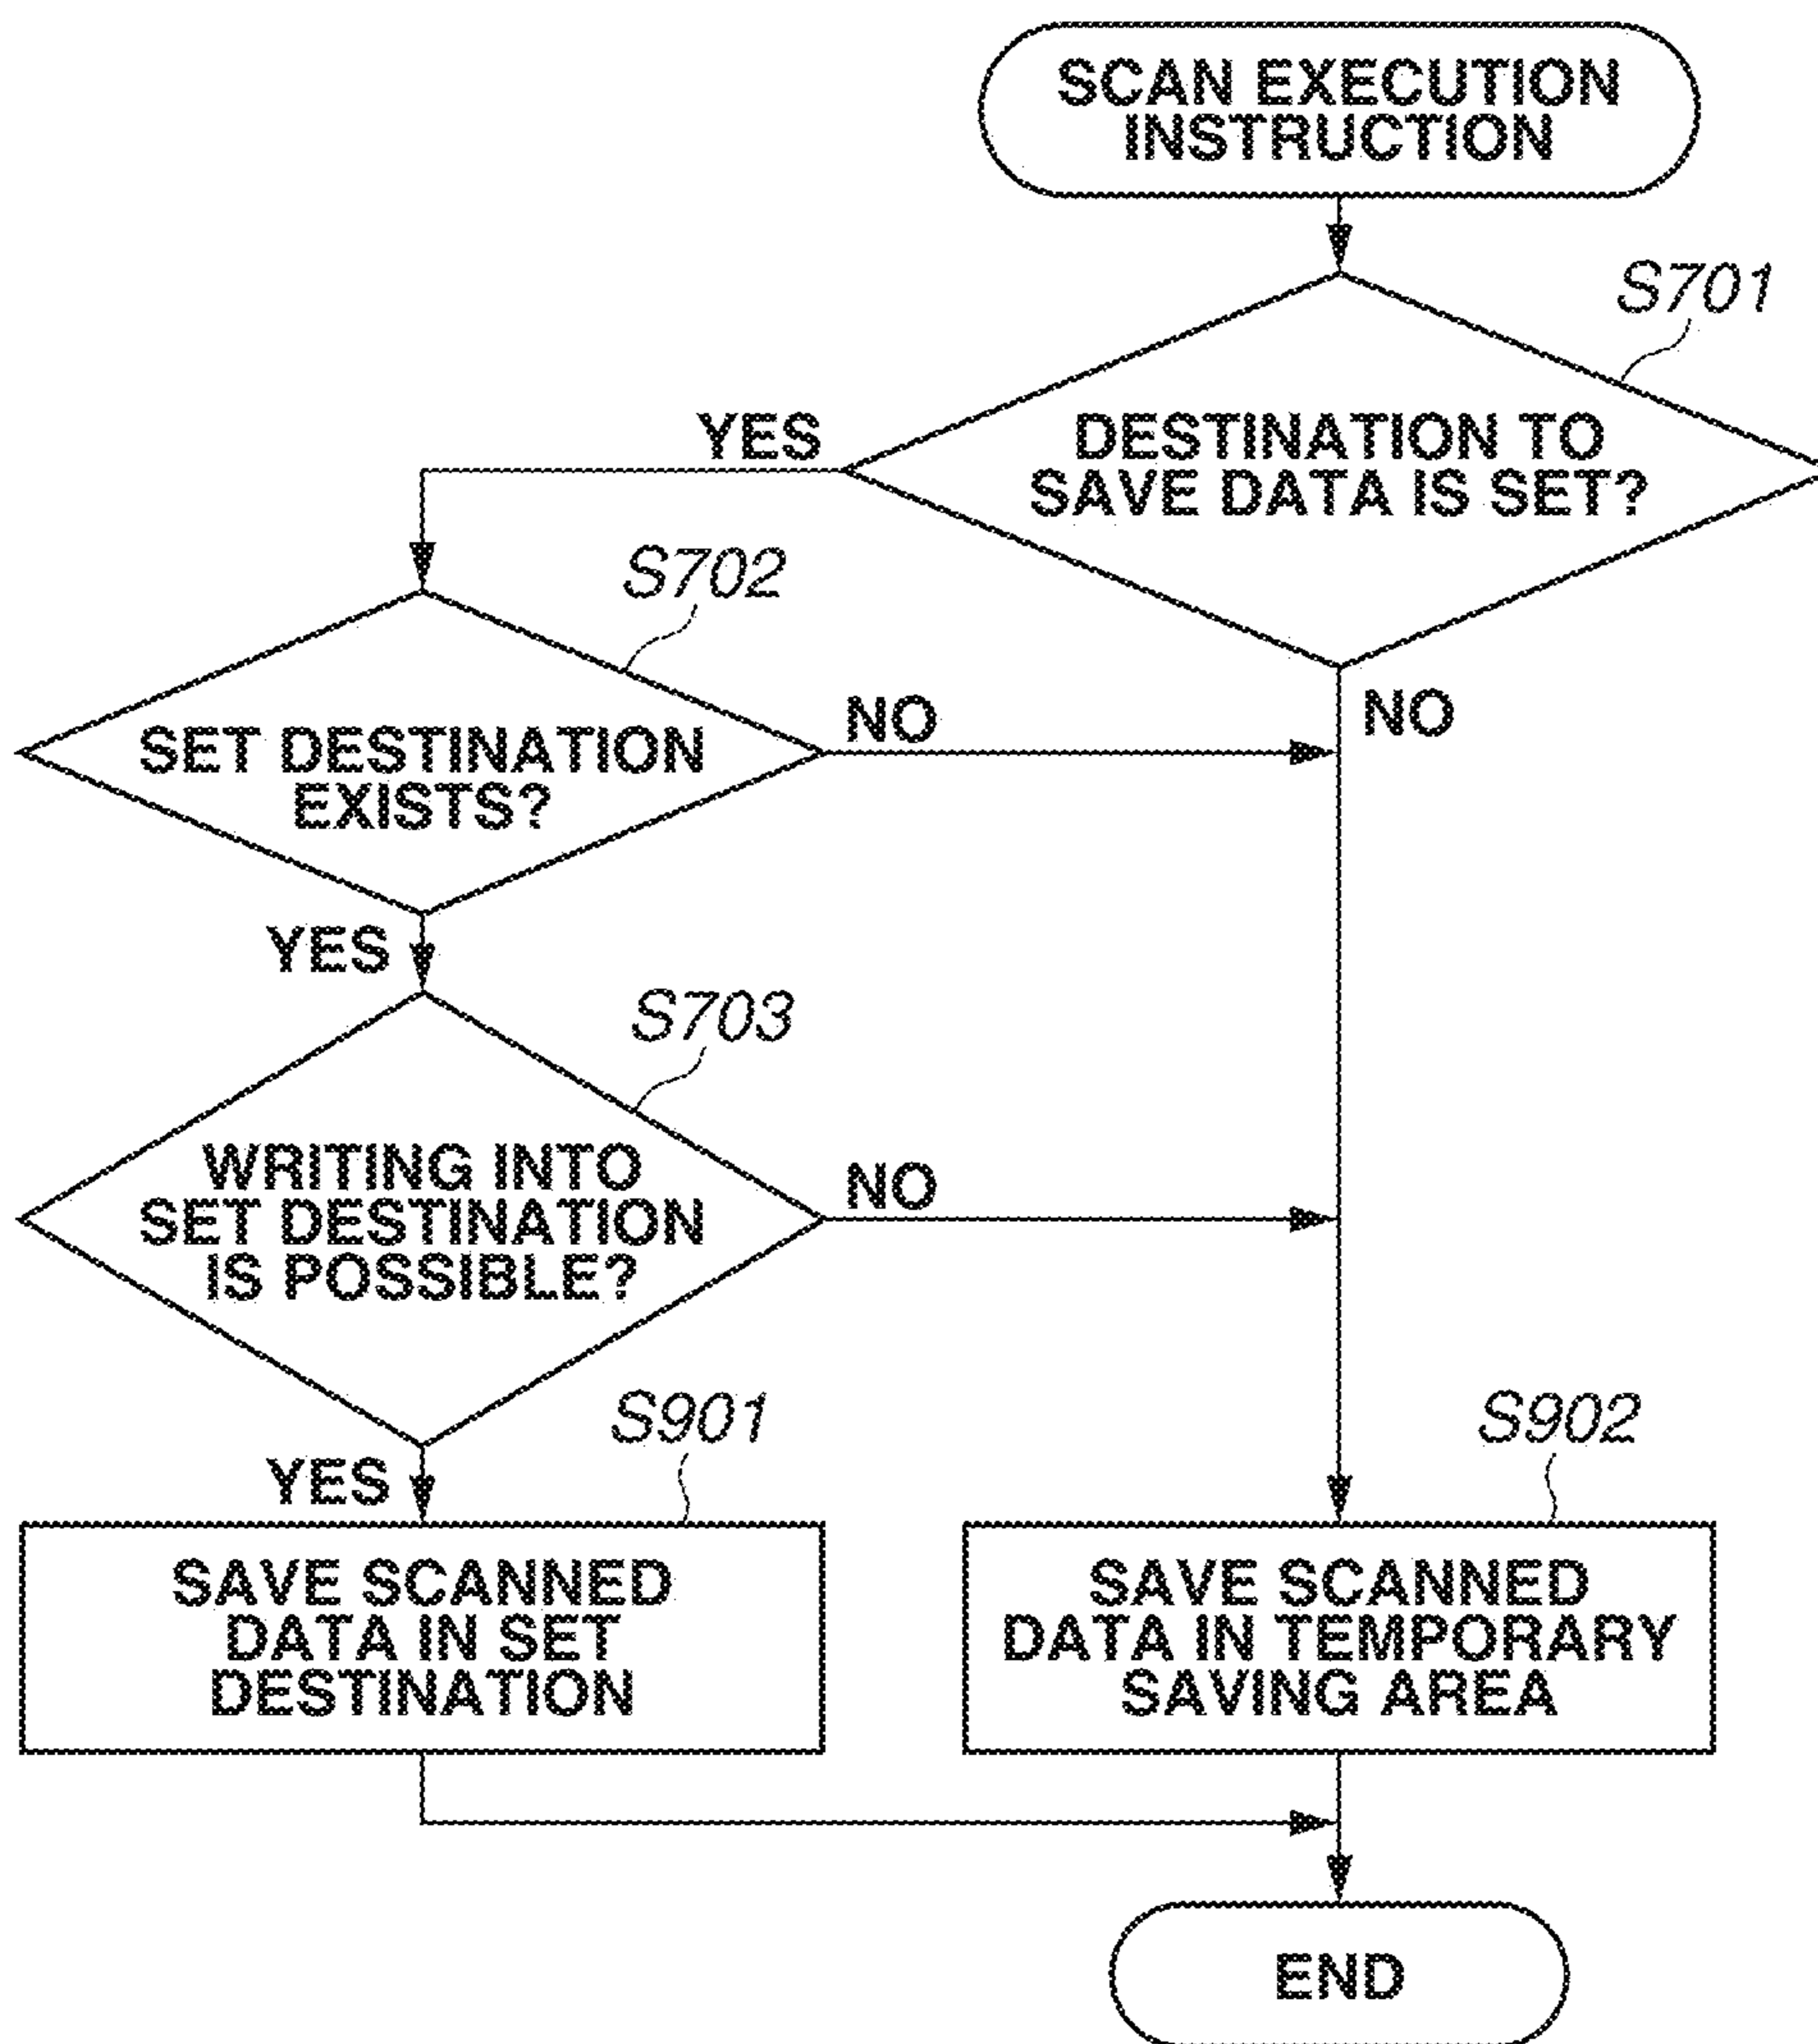 SCAN EXECUTION
INSTRUCTION
S701
DESTINATION TO
SAVE DATA IS SET?
YES
NO
S702
SET DESTINATION
EXISTS?
NO
YES
S703
WRITING INTO
SET DESTINATION
IS POSSIBLE?
NO
YES
S901
SAVE SCANNED
DATA IN SET
DESTINATION
S902
SAVE SCANNED
DATA IN TEMPORARY
SAVING AREA
END